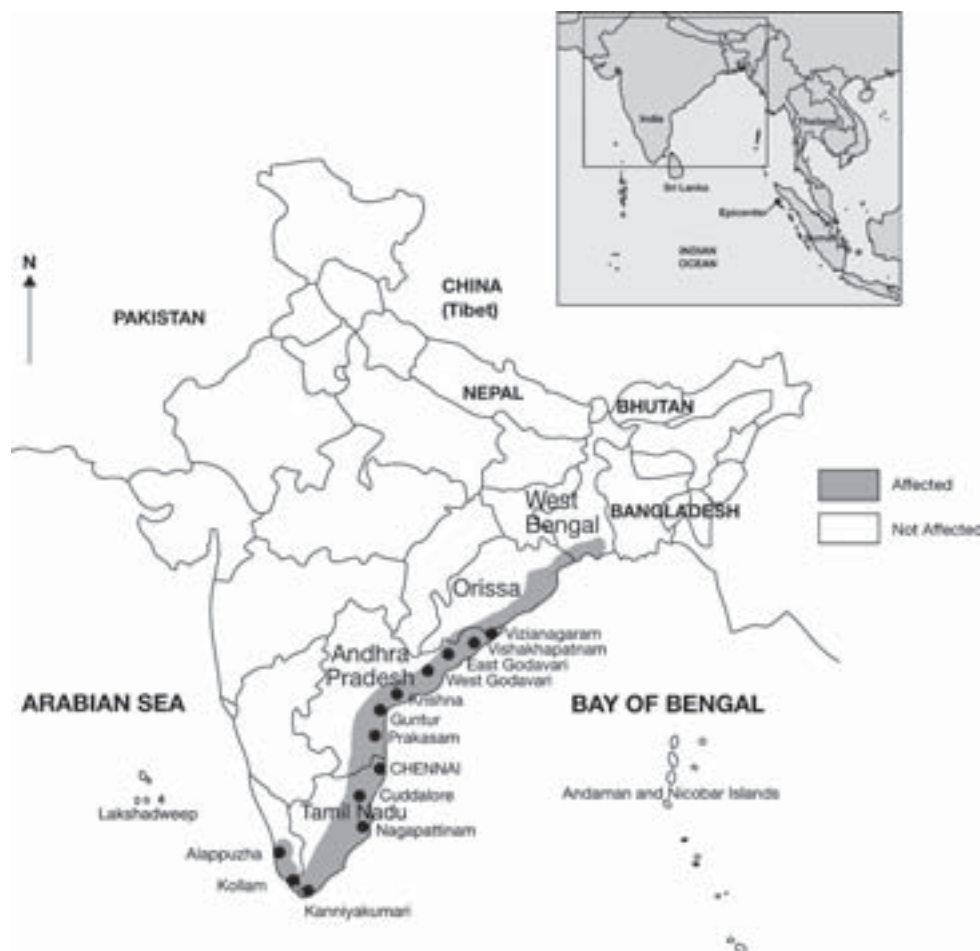 India
Thailand
Sri Lanka
Epicenter
INDIAN
OCEAN
N
CHINA
(Tibet)
PAKISTAN
NEPAL
BHUTAN
West
Bengal
BANGLADESH
Affected
Not Affected
Orissa
Vizianagaram
Vishakhapatnam
East Godavari
West Godavari
Andhra
Pradesh
Krishna
Guntur
Prakasam
ARABIAN SEA
BAY OF BENGAL
CHENNAI
Cuddalore
Tamil Nadu
Nagapattinam
Andaman and Nicobar Islands
Lakshadweep
Alappuzha
Kollam
Kanniyakumari